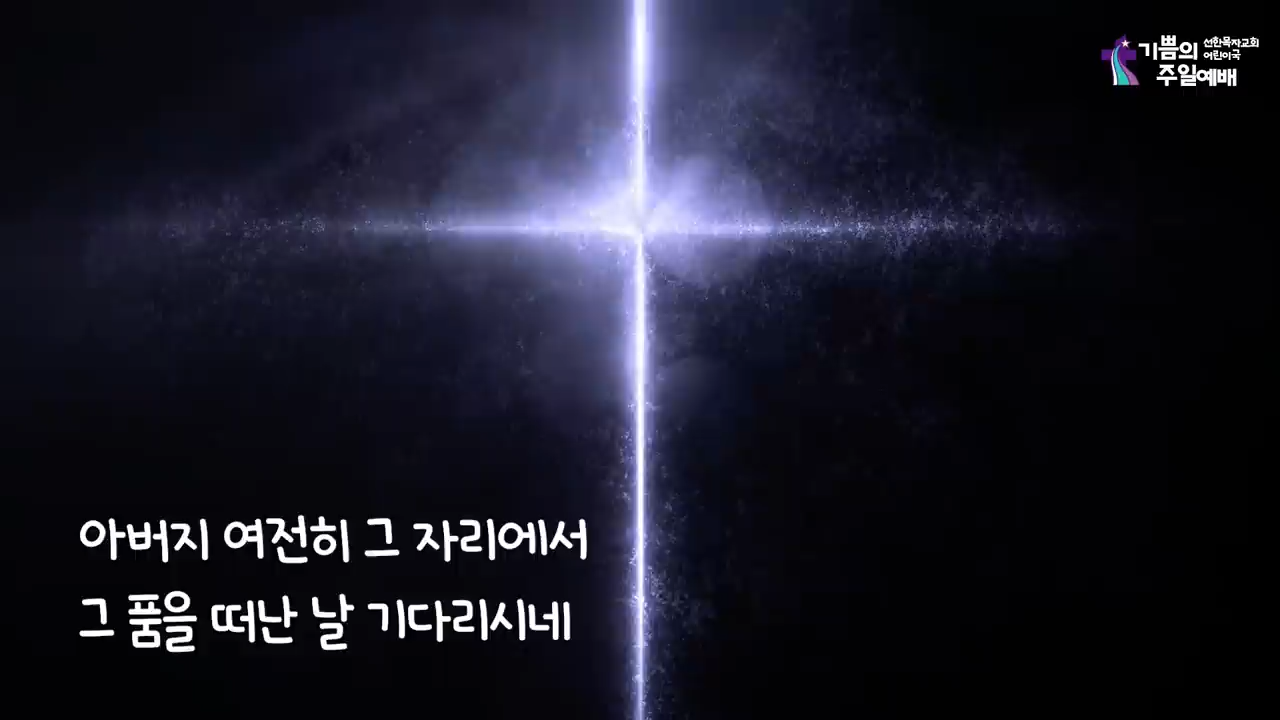 기쁨의
주일예배
선한목자교회
어린이국
아버지 여전히 그 자리에서
그 품을 떠난 날 기다리시네